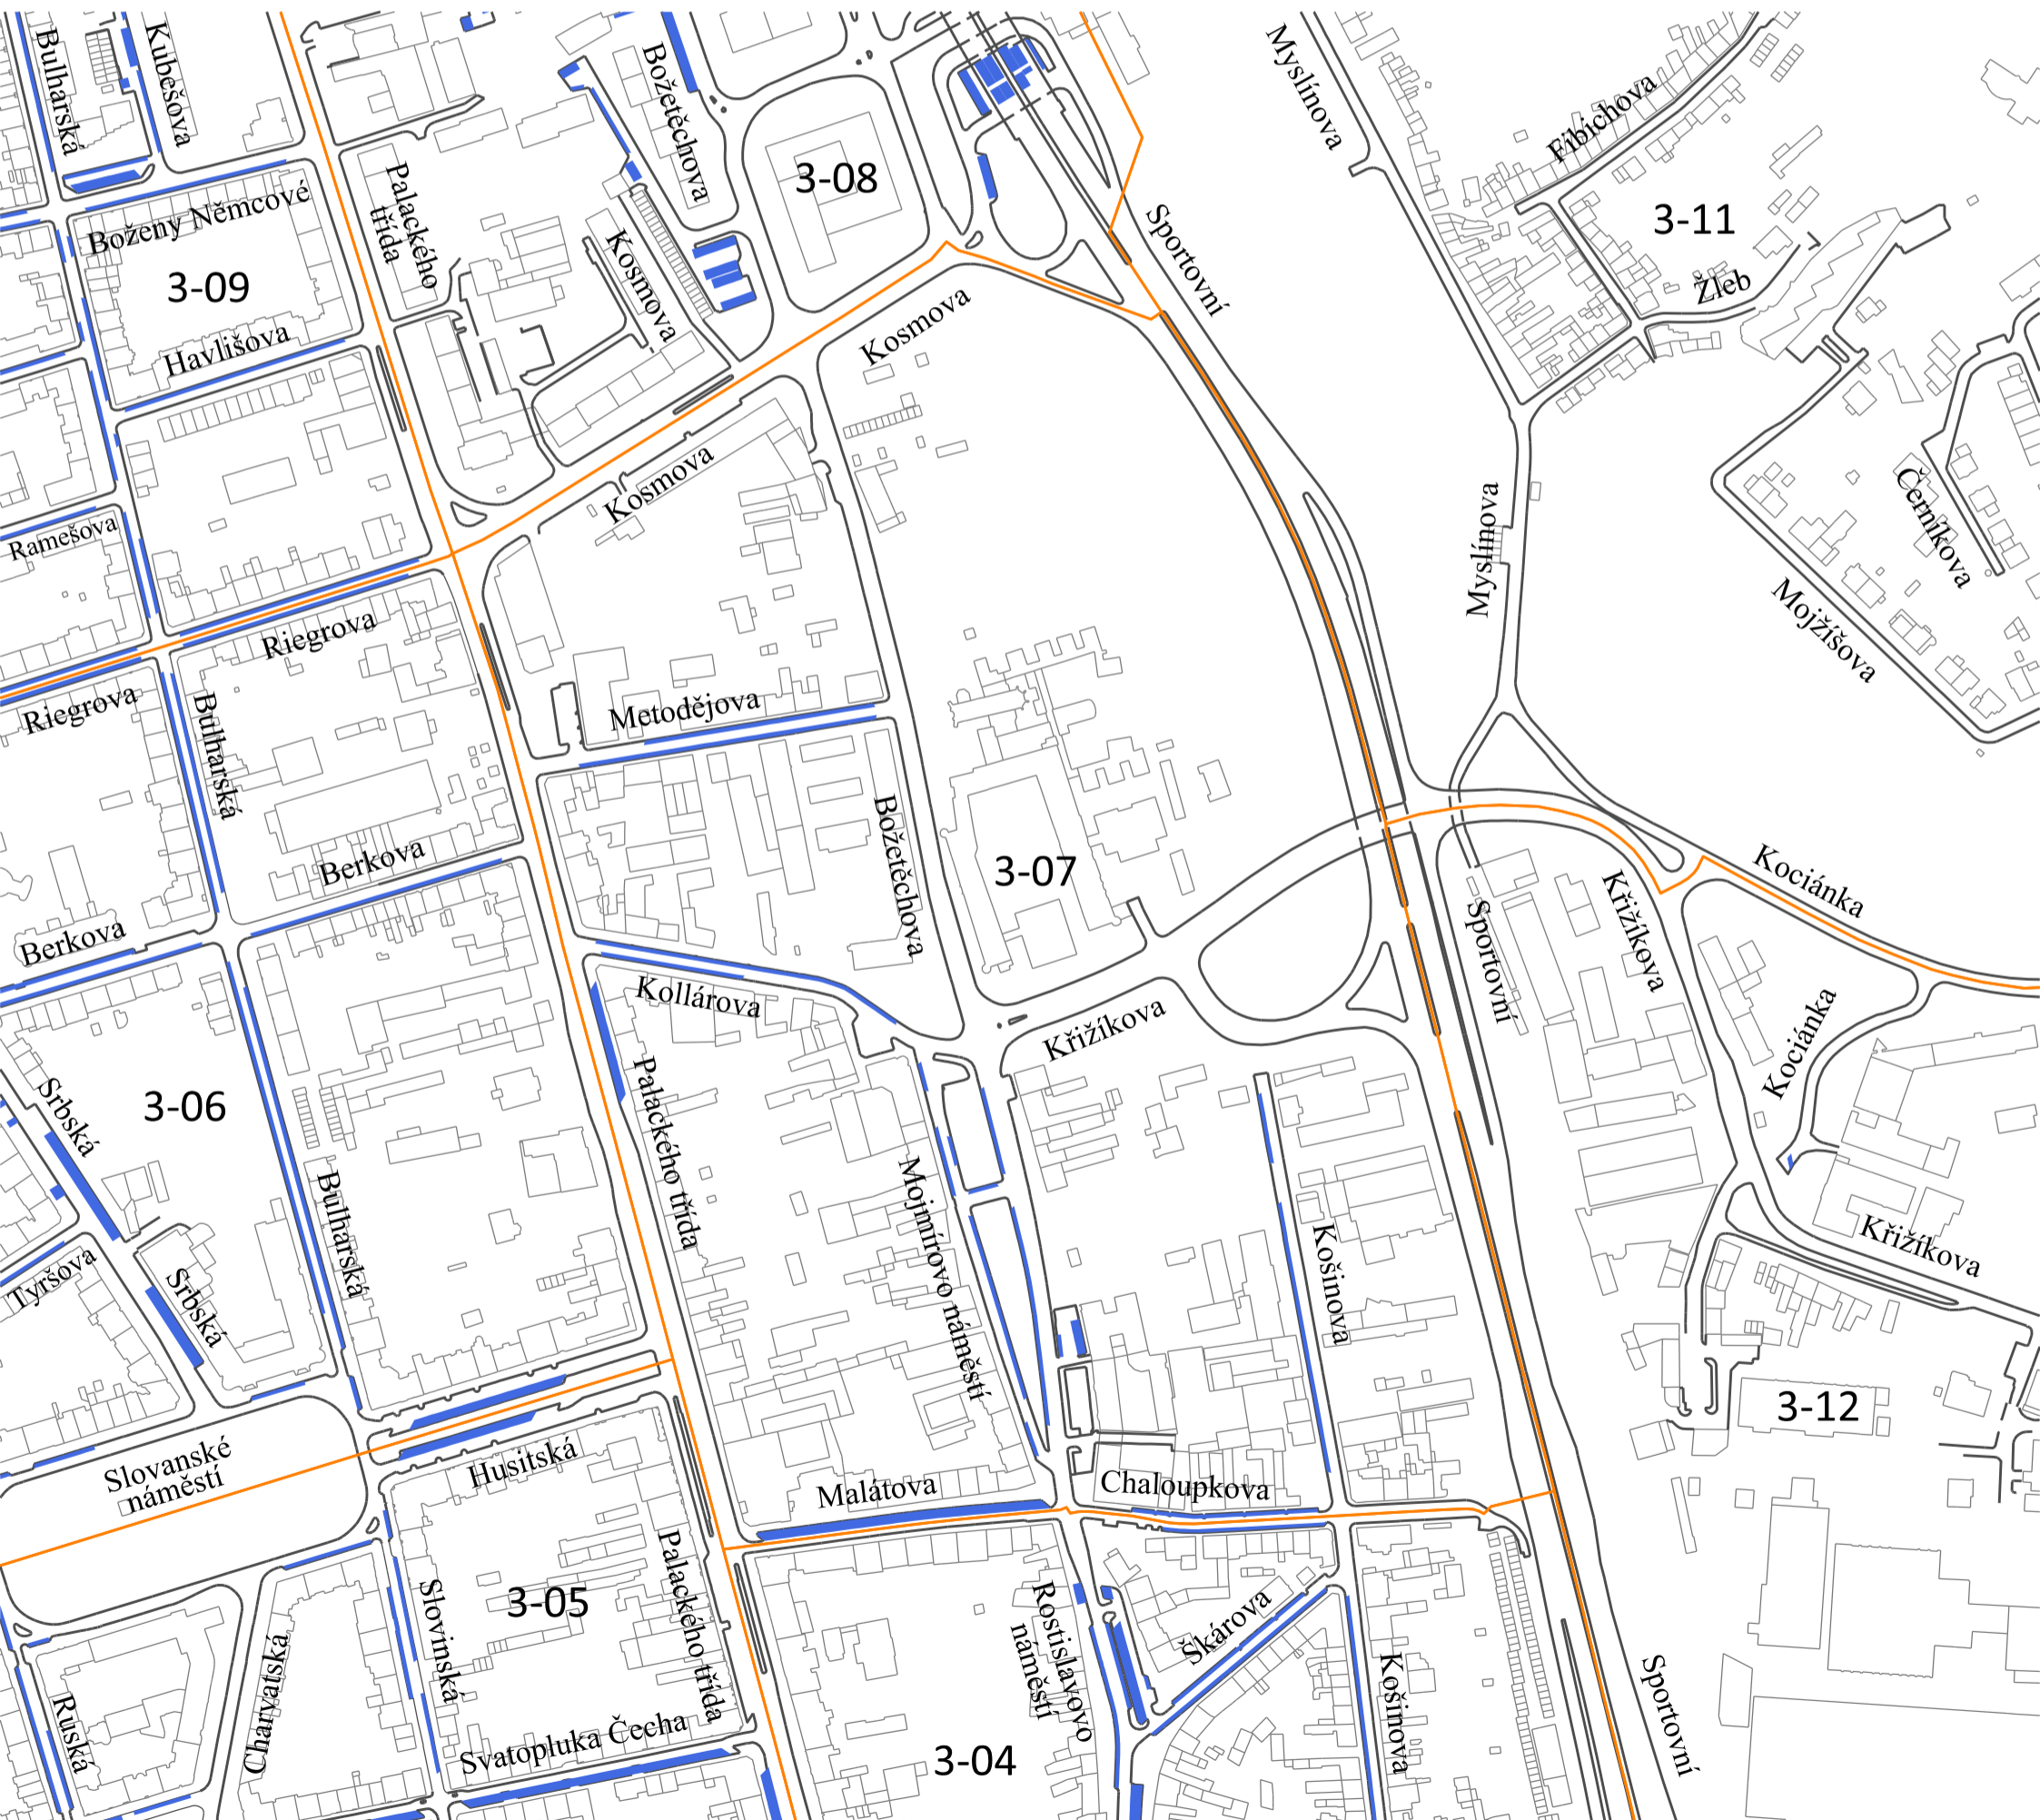 Bulharská
Kubešova
Božetěchova
Myslínova
Fibichova
3-08
Palackého
třída
Boženy Němcové
3-09
Kosmova
Sportovní
3-11
Žleb
Havlišova
Kosmova
Kosmova
Myslínova
Černíkova
Ramešova
Mojžíšova
Riegrova
Riegrova
Bulharská
Metodějova
Božetěchova
Berkova
3-07
Kociánka
Berkova
Sportovní
Křižíkova
Kollárova
Křižíkova
Kociánka
Srbská
3-06
Palackého třída
Bulharská
Mojmírovo náměstí
Košinova
Křižíkova
Tyršova
Srbská
3-12
Slovanské
náměstí
Husitská
Malátova
Chaloupkova
Palackého třída
3-05
Slovinská
Rostislavovo
náměstí
Škárova
Charvatská
Ruská
Košinova
Sportovní
Svatopluka Čecha
3-04